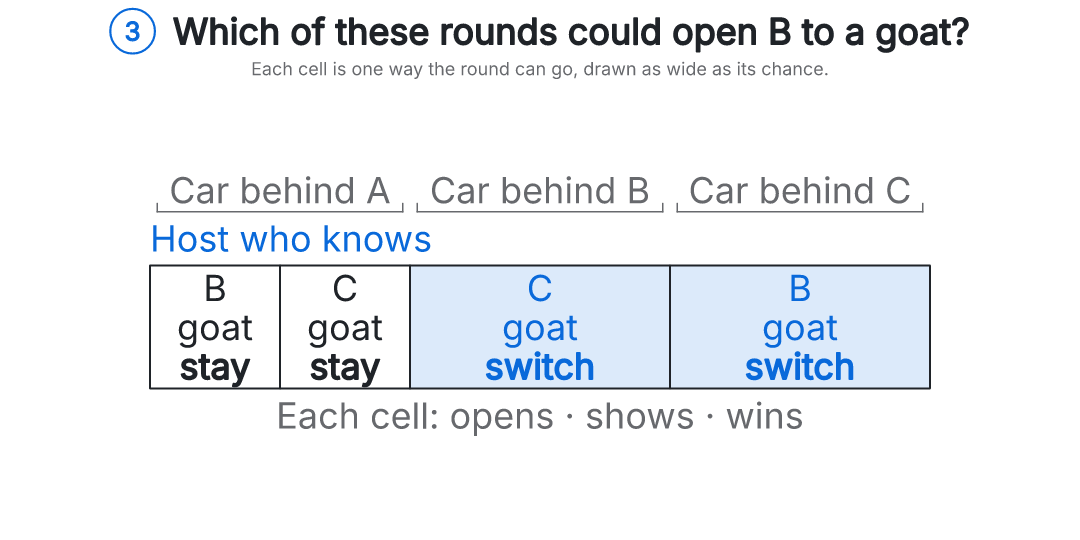 3 Which of these rounds could open B to a goat?
Each cell is one way the round can go, drawn as wide as its chance.
Car behind A Car behind B Car behind C
Host who knows
B C C B
goat goat goat goat
stay stay switch switch
Each cell: opens · shows · wins